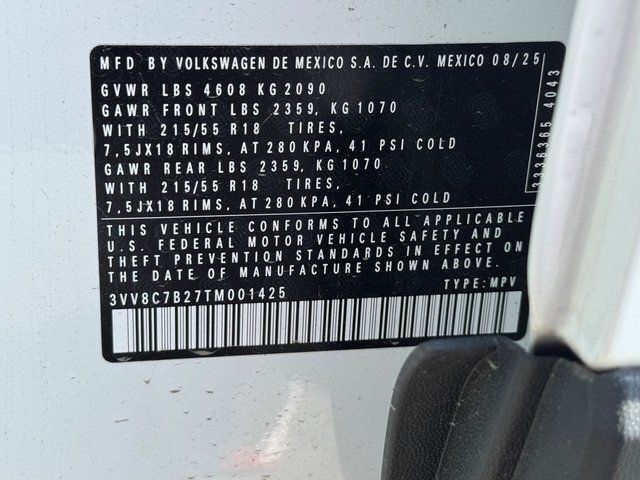 MFD BY VOLKSWAGEN DE MEXICO S.A. DE C.V. MEXICO 08/25
GVWR LBS 4608 KG 2090
GAWR FRONT LBS 2359, KG 1070
WITH 215/55 R18 TIRES,
7,5JX18 RIMS, AT 280 KPA, 41 PSI COLD
GAWR REAR LBS 2359, KG 1070
WITH 215/55 R18 TIRES,
7,5JX18 RIMS, AT 280 KPA, 41 PSI COLD
THIS VEHICLE CONFORMS TO ALL APPLICABLE
U.S. FEDERAL MOTOR VEHICLE SAFETY AND
THEFT PREVENTION STANDARDS IN EFFECT ON
THE DATE OF MANUFACTURE SHOWN ABOVE.
3VV8C7B27TM001425 TYPE: MPV
3336365 4043